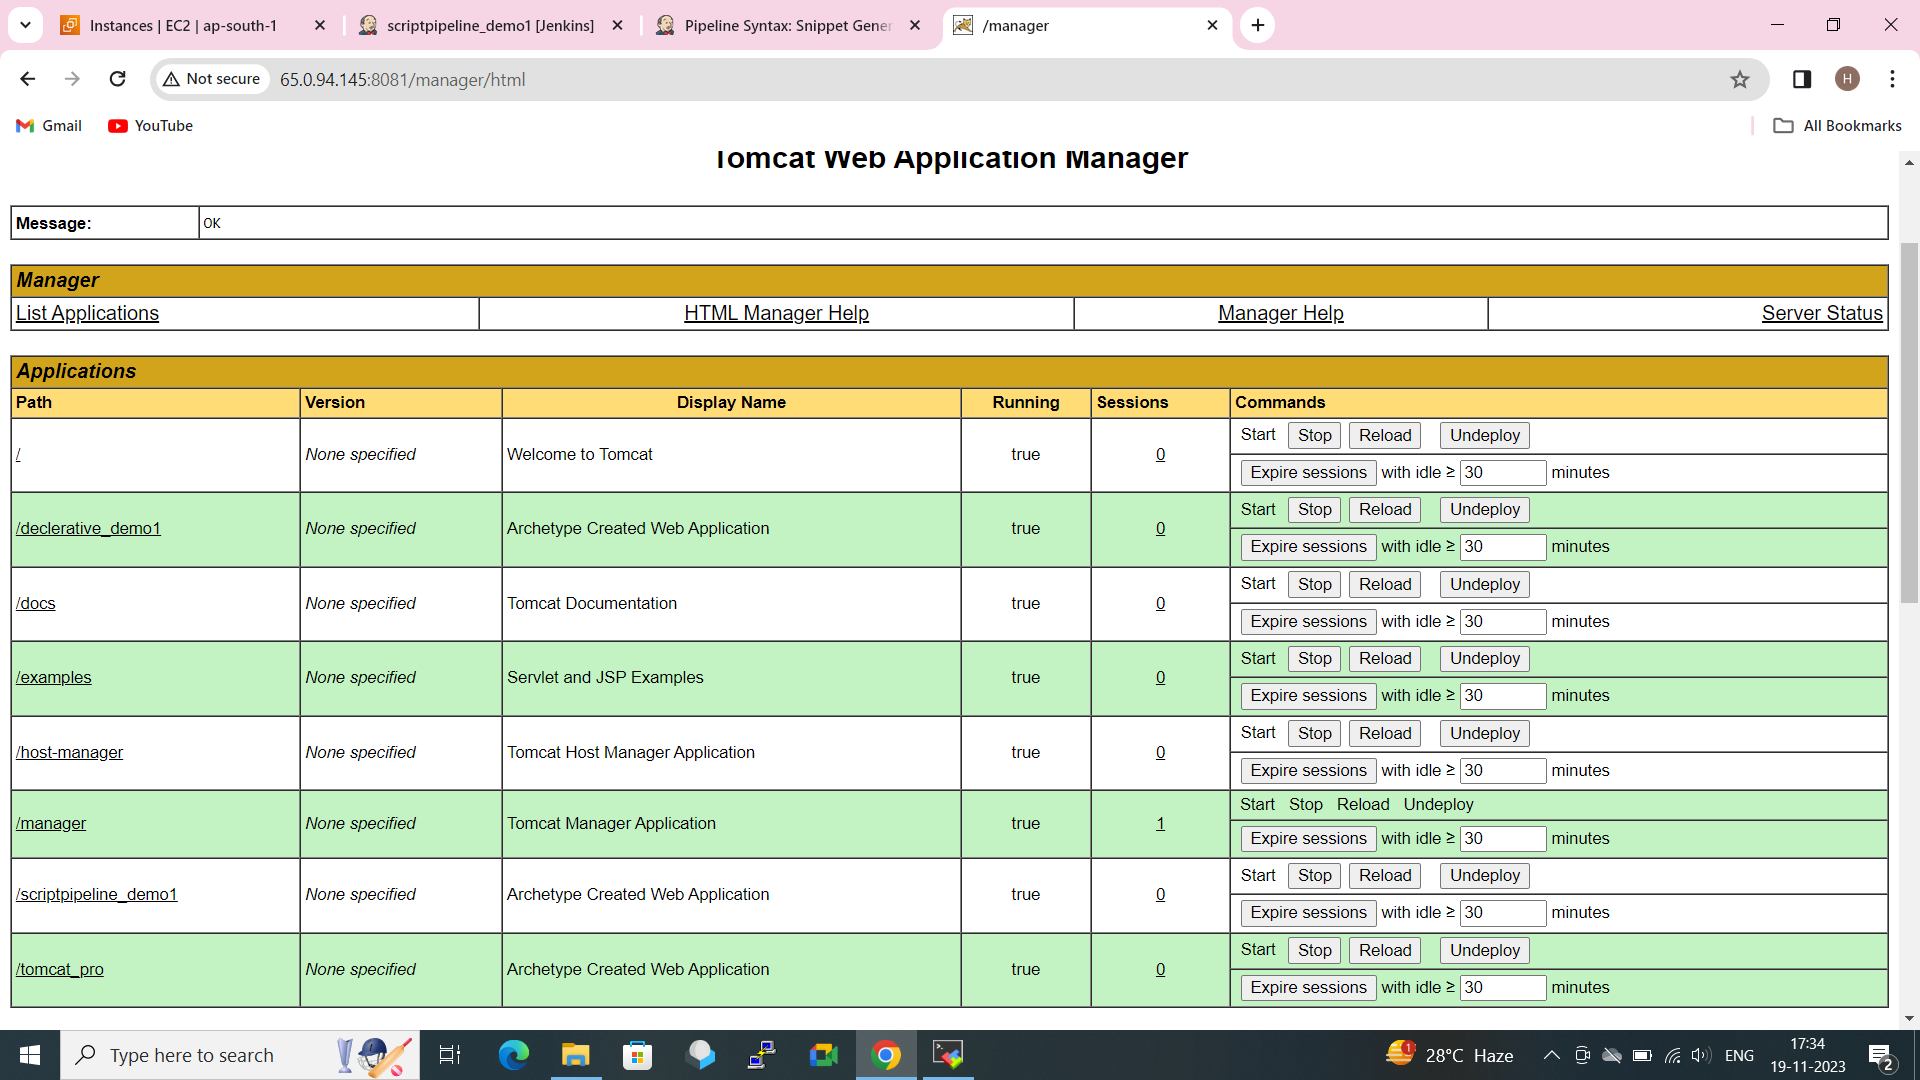 Instances | EC2 | ap-south-1
scriptpipeline_demo1 [Jenkins]
Pipeline Syntax: Snippet Gener
/manager
Not secure
65.0.94.145:8081/manager/html
H
Gmail
YouTube
All Bookmarks
Tomcat Web Application Manager
Message: OK
Manager
List Applications HTML Manager Help Manager Help Server Status
Applications
Path Version Display Name Running Sessions Commands
/ None specified Welcome to Tomcat true 0 Start Stop Reload Undeploy
Expire sessions with idle ≥ 30 minutes
/declerative_demo1 None specified Archetype Created Web Application true 0 Start Stop Reload Undeploy
Expire sessions with idle ≥ 30 minutes
/docs None specified Tomcat Documentation true 0 Start Stop Reload Undeploy
Expire sessions with idle ≥ 30 minutes
/examples None specified Servlet and JSP Examples true 0 Start Stop Reload Undeploy
Expire sessions with idle ≥ 30 minutes
/host-manager None specified Tomcat Host Manager Application true 0 Start Stop Reload Undeploy
Expire sessions with idle ≥ 30 minutes
/manager None specified Tomcat Manager Application true 1 Start Stop Reload Undeploy
Expire sessions with idle ≥ 30 minutes
/scriptpipeline_demo1 None specified Archetype Created Web Application true 0 Start Stop Reload Undeploy
Expire sessions with idle ≥ 30 minutes
/tomcat_pro None specified Archetype Created Web Application true 0 Start Stop Reload Undeploy
Expire sessions with idle ≥ 30 minutes
Type here to search
1
28°C Haze
ENG
17:34
19-11-2023
2